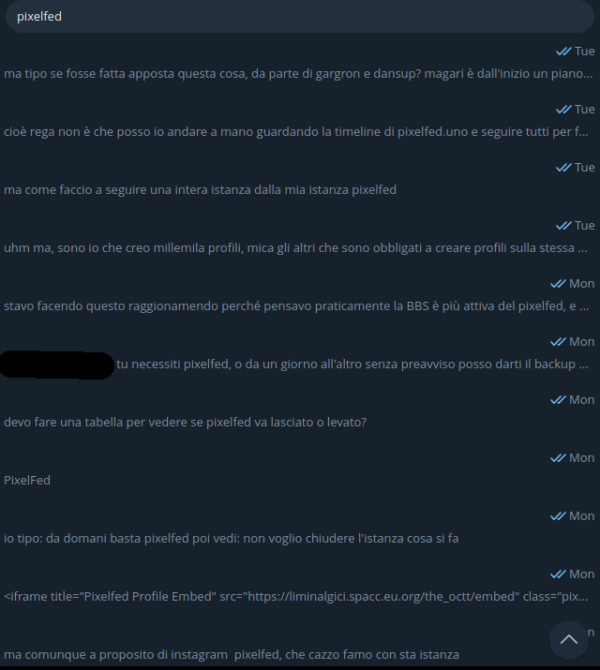 pixelfed
Tue
ma tipo se fosse fatta apposta questa cosa, da parte di gargron e dansup? magari è dall'inizio un piano...
Tue
cioè rega non è che posso io andare a mano guardando la timeline di pixelfed.uno e seguire tutti per f...
Tue
ma come faccio a seguire una intera istanza dalla mia istanza pixelfed
Tue
uhm ma, sono io che creo millemila profili, mica gli altri che sono obbligati a creare profili sulla stessa ...
Mon
stavo facendo questo raggionamendo perché pensavo praticamente la BBS è più attiva del pixelfed, e ...
Mon
tu necessiti pixelfed, o da un giorno all'altro senza preavviso posso darti il backup ...
Mon
devo fare una tabella per vedere se pixelfed va lasciato o levato?
Mon
PixelFed
Mon
io tipo: da domani basta pixelfed poi vedi: non voglio chiudere l'istanza cosa si fa
Mon
<iframe title="Pixelfed Profile Embed" src="https://liminalgici.spacc.eu.org/the_octt/embed" class="pix...
n
ma comunque a proposito di instagram pixelfed, che cazzo famo con sta istanza